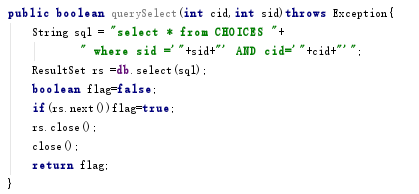 public boolean querySelect(int cid,int sid)throws Exception{
String sql = "select * from CHOICES "+
" where sid ='"+sid+"' AND cid='"+cid+"'";
ResultSet rs =db.select(sql);
boolean flag=false;
if(rs.next())flag=true;
rs.close();
close();
return flag;
}